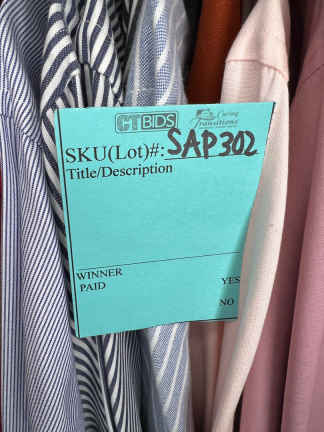 CTBIDS
Caring
Transitions
SKU(Lot)#: SAP302
Title/Description
WINNER
PAID YES
NO